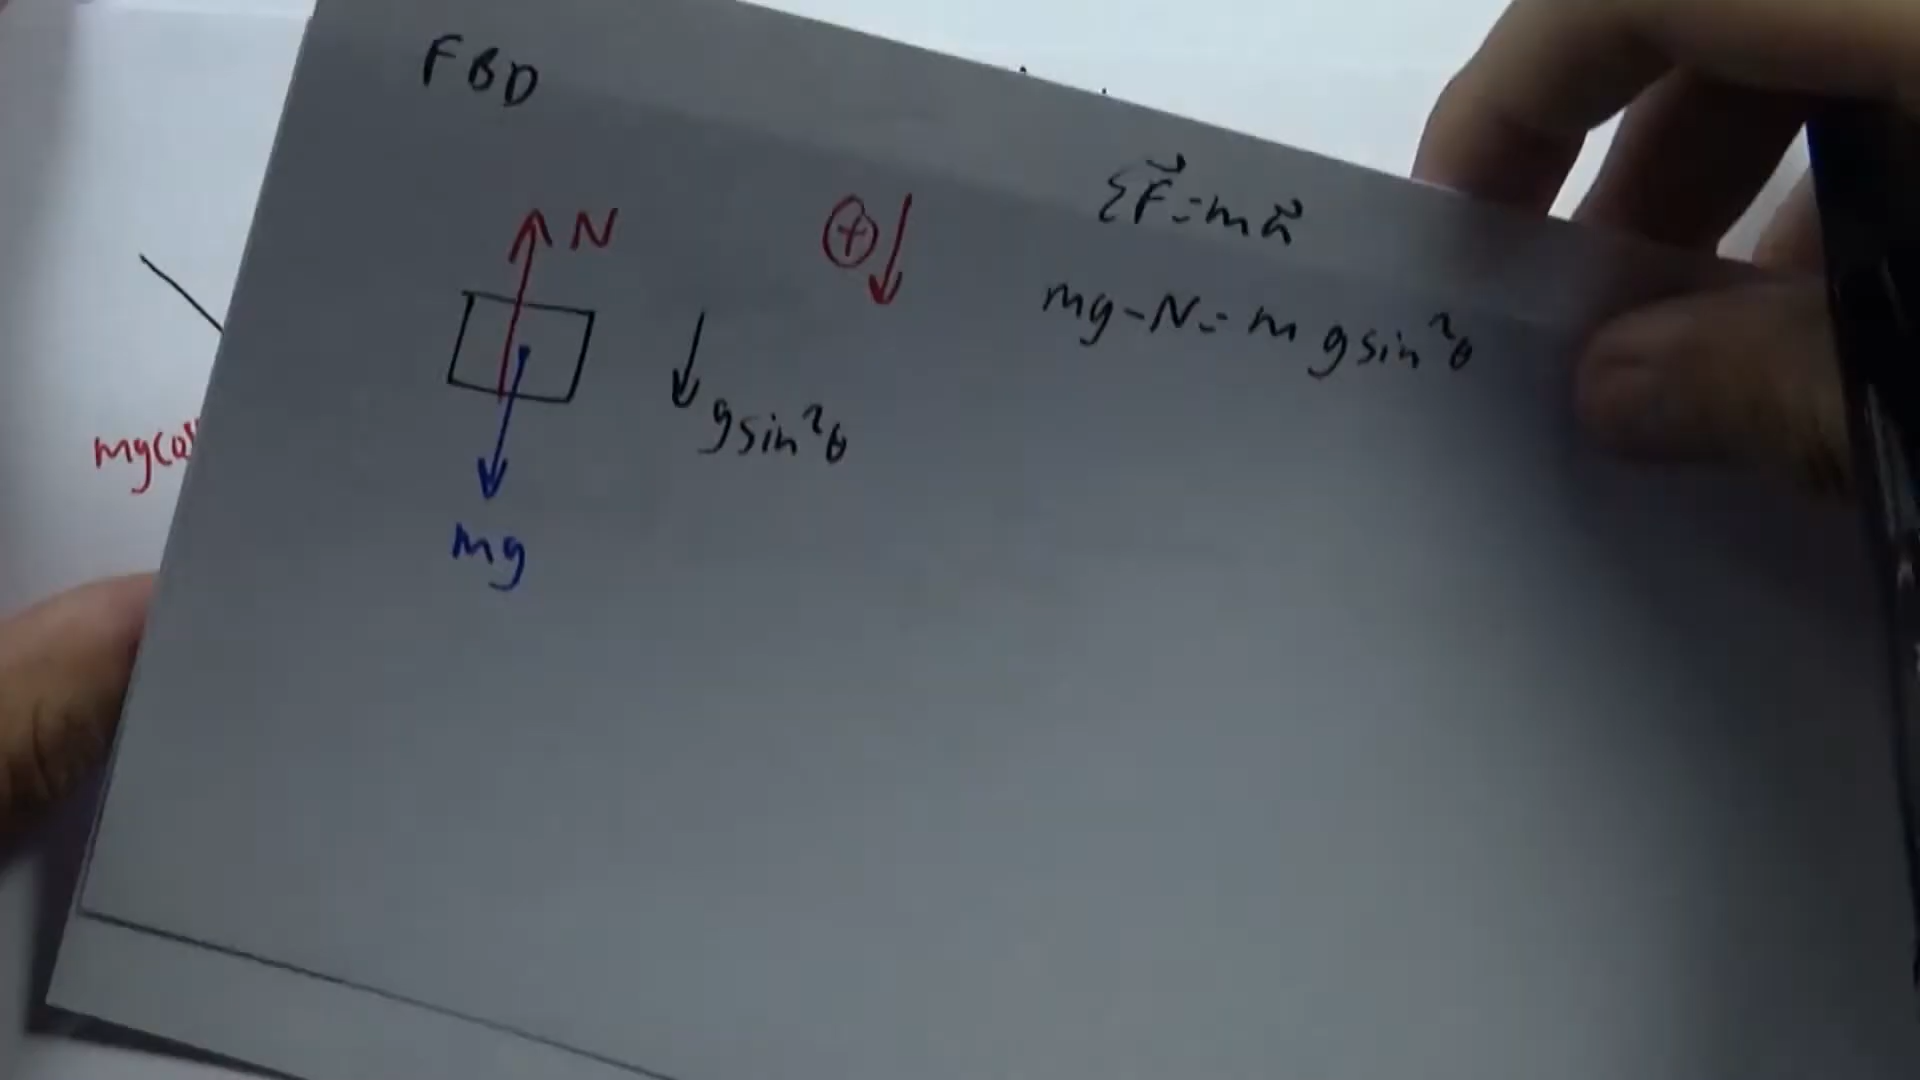 FBD
N
⊕↓
ΣF⃗=ma⃗
mg-N=mgsin²θ
gsin²θ
mg